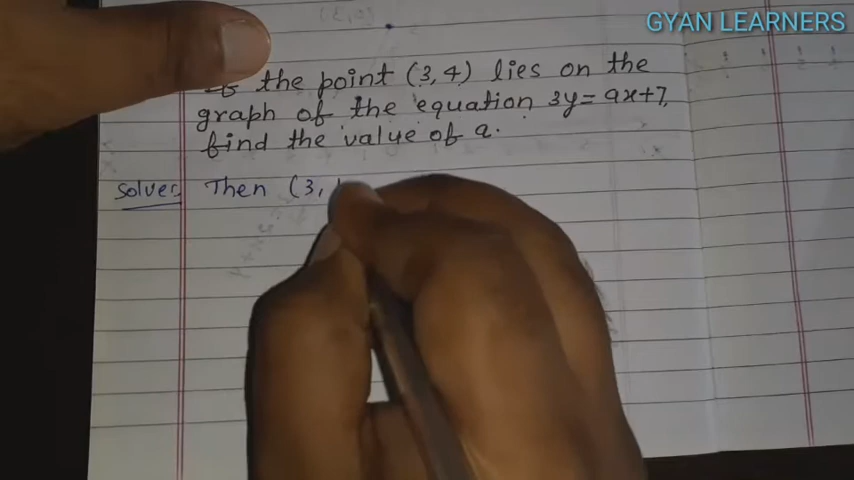 GYAN LEARNERS
If the point (3,4) lies on the
graph of the equation 3y= ax+7,
find the value of a.
Solve:- Then (3,